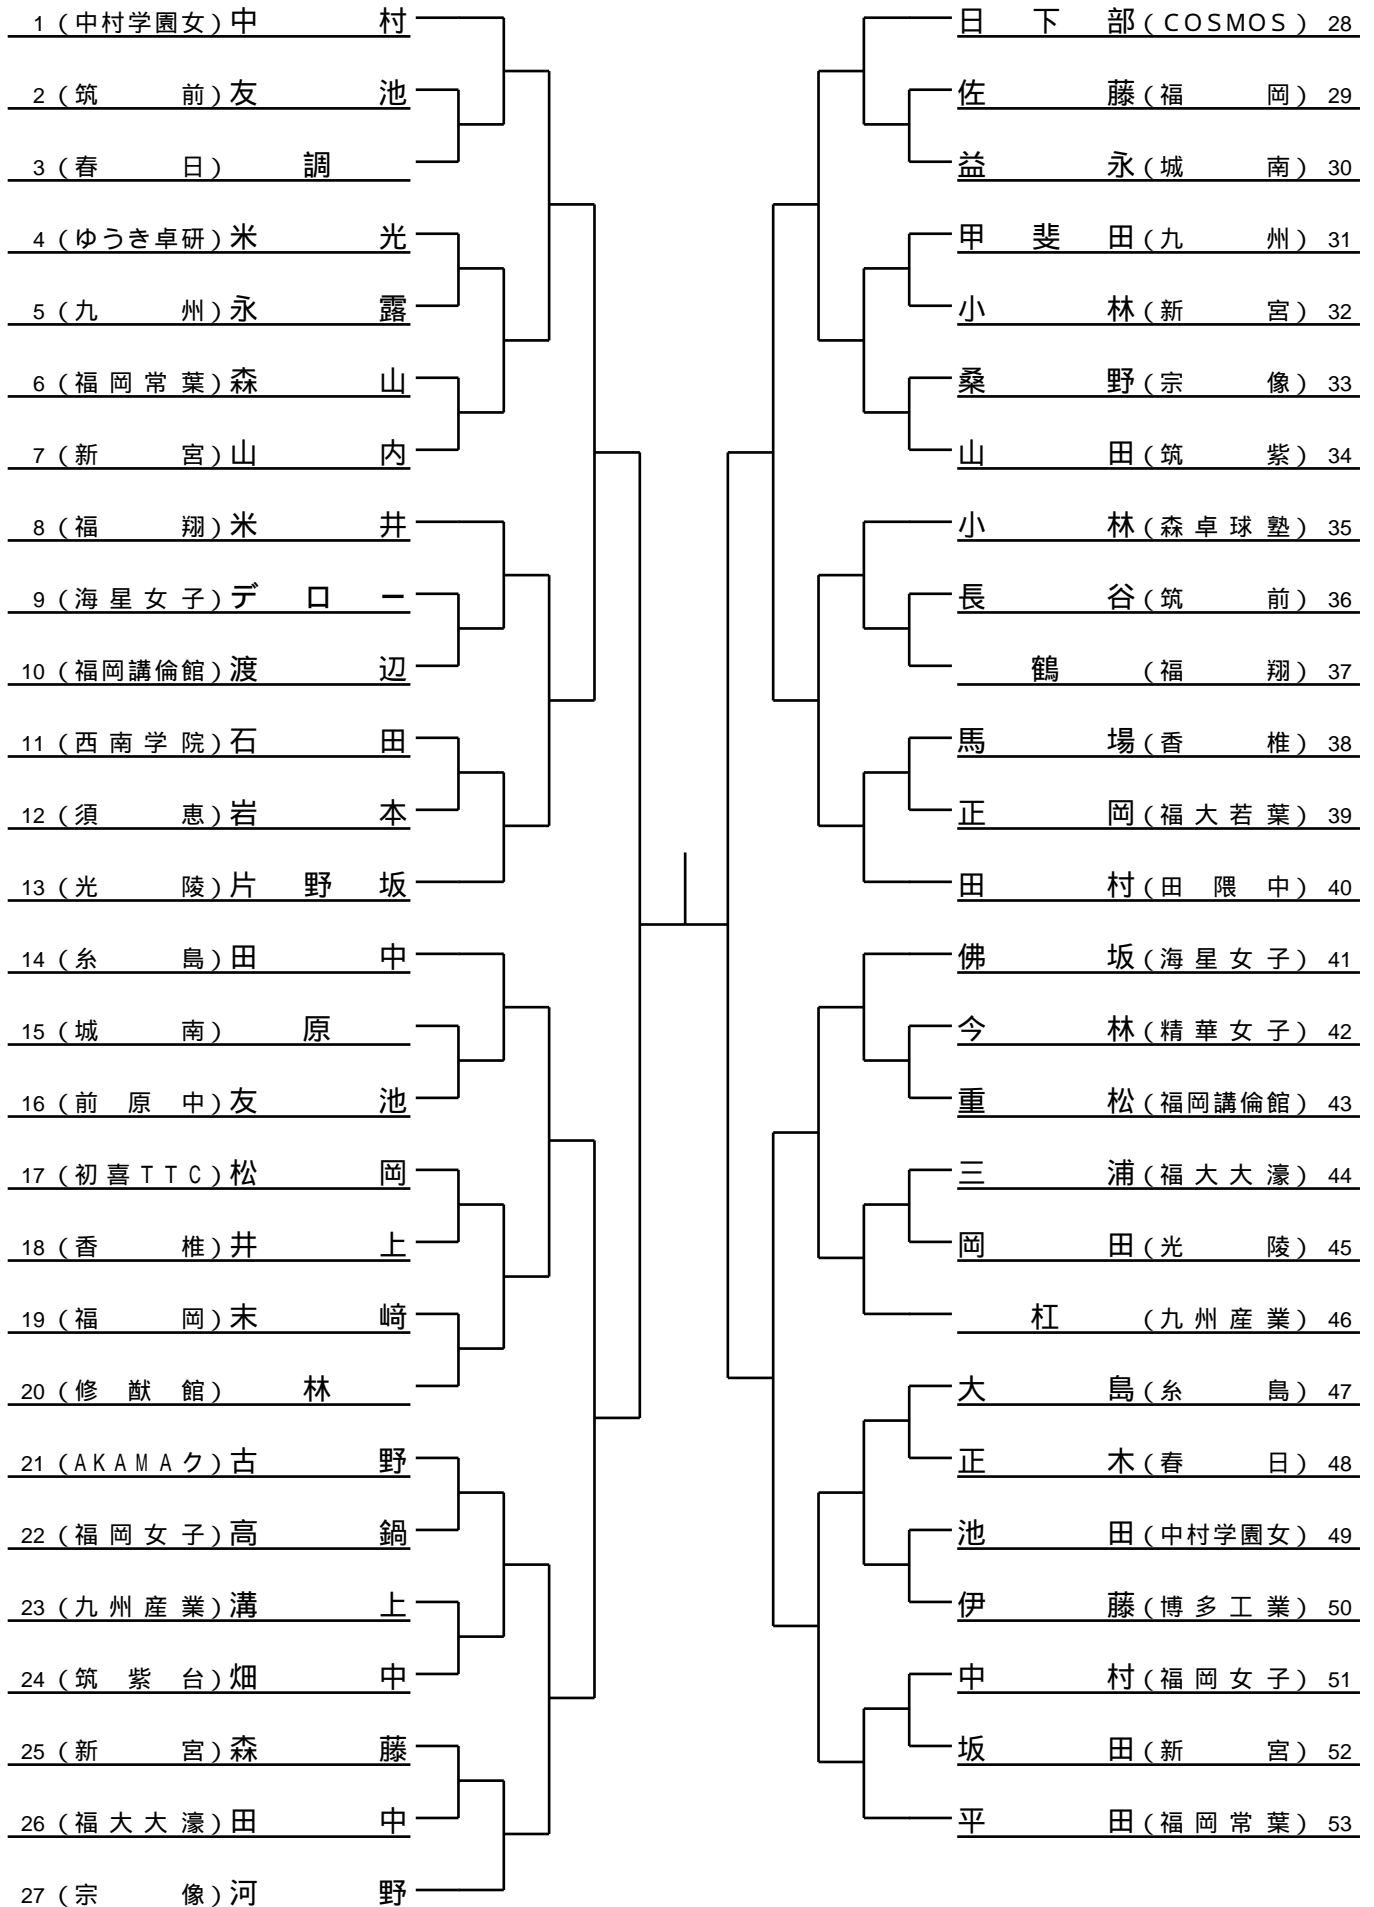 1 (中村学園女) 中村
2 (筑前) 友池
3 (春日) 調
4 (ゆうき卓研) 米光
5 (九州) 永露
6 (福岡常葉) 森山
7 (新宮) 山内
8 (福翔) 米井
9 (海星女子) デロー
10 (福岡講倫館) 渡辺
11 (西南学院) 石田
12 (須恵) 岩本
13 (光陵) 片野坂
14 (糸島) 田中
15 (城南) 原
16 (前原中) 友池
17 (初喜TTC) 松岡
18 (香椎) 井上
19 (福岡) 末﨑
20 (修猷館) 林
21 (AKAMAク) 古野
22 (福岡女子) 高鍋
23 (九州産業) 溝上
24 (筑紫台) 畑中
25 (新宮) 森藤
26 (福大大濠) 田中
27 (宗像) 河野
日下部 (COSMOS) 28
佐藤 (福岡) 29
益永 (城南) 30
甲斐田 (九州) 31
小林 (新宮) 32
桑野 (宗像) 33
山田 (筑紫) 34
小林 (森卓球塾) 35
長谷 (筑前) 36
鶴 (福翔) 37
馬場 (香椎) 38
正岡 (福大若葉) 39
田村 (田隈中) 40
佛坂 (海星女子) 41
今林 (精華女子) 42
重松 (福岡講倫館) 43
三浦 (福大大濠) 44
岡田 (光陵) 45
杠 (九州産業) 46
大島 (糸島) 47
正木 (春日) 48
池田 (中村学園女) 49
伊藤 (博多工業) 50
中村 (福岡女子) 51
坂田 (新宮) 52
平田 (福岡常葉) 53